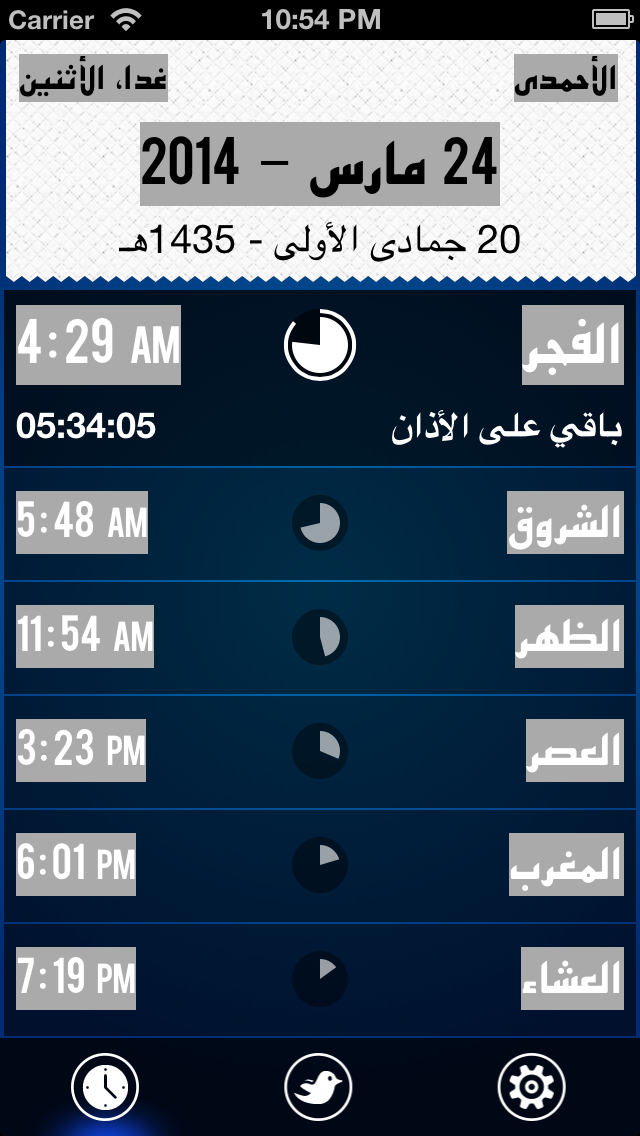 Carrier 10:54 PM
الأحمدى غدا، الأثنين
24 مارس - 2014
20 جمادى الأولى - 1435هـ
الفجر 4:29 AM
باقي على الأذان 05:34:05
الشروق 5:48 AM
الظهر 11:54 AM
العصر 3:23 PM
المغرب 6:01 PM
العشاء 7:19 PM